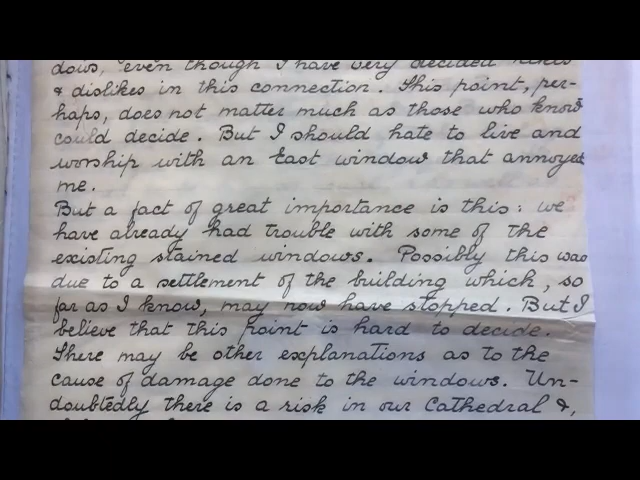 dows, even though I have very decided likes
& dislikes in this connection. This point, per-
haps, does not matter much as those who know
could decide. But I should hate to live and
worship with an East window that annoyed
me.
But a fact of great importance is this: we
have already had trouble with some of the
existing stained windows. Possibly this was
due to a settlement of the building which, so
far as I know, may now have stopped. But I
believe that this point is hard to decide.
There may be other explanations as to the
cause of damage done to the windows. Un-
doubtedly there is a risk in our Cathedral &,